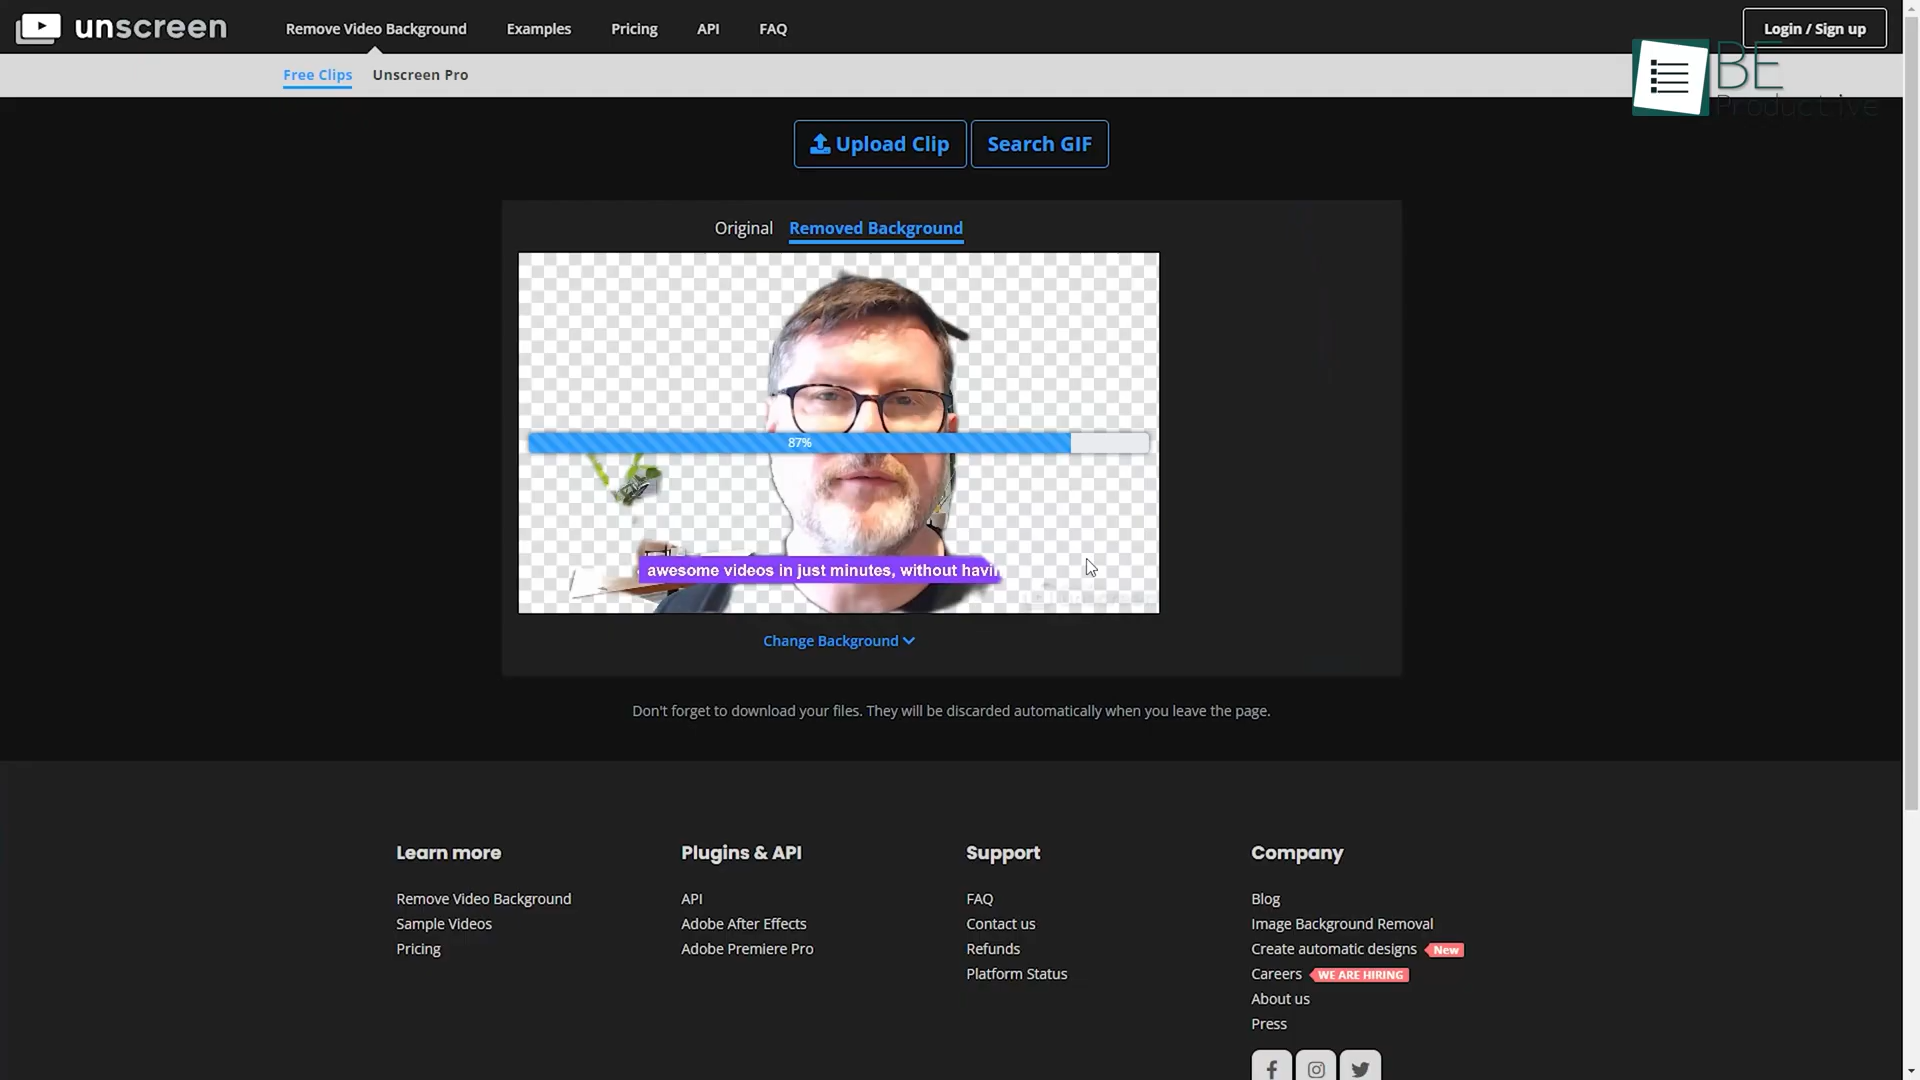 unscreen
Remove Video Background
Examples
Pricing
API
FAQ
Login / Sign up
BE
Productive
Free Clips
Unscreen Pro
Upload Clip
Search GIF
Original
Removed Background
87%
awesome videos in just minutes, without havin
Change Background
Don't forget to download your files. They will be discarded automatically when you leave the page.
Learn more
Remove Video Background
Sample Videos
Pricing
Plugins & API
API
Adobe After Effects
Adobe Premiere Pro
Support
FAQ
Contact us
Refunds
Platform Status
Company
Blog
Image Background Removal
Create automatic designs New
Careers WE ARE HIRING
About us
Press